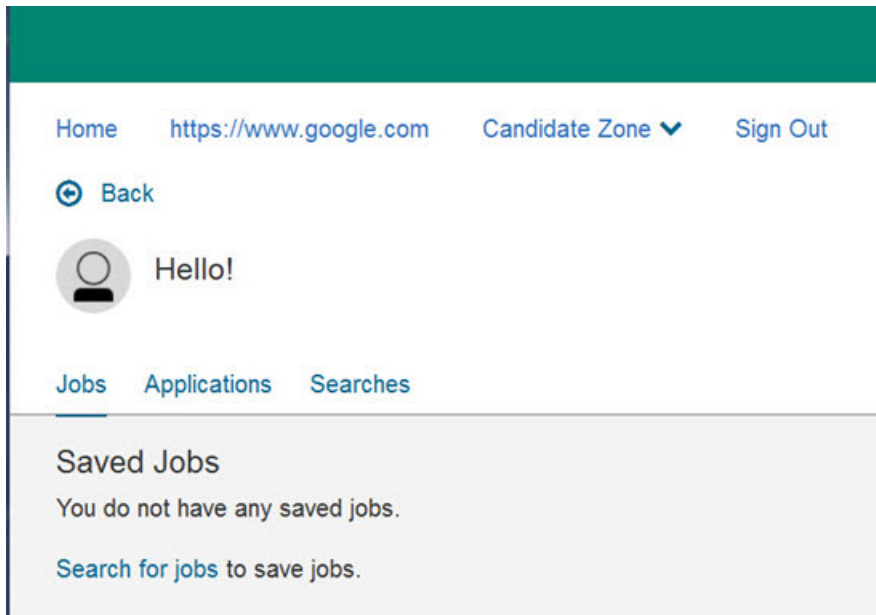 Home https://www.google.com Candidate Zone Sign Out
Back
Hello!
Jobs Applications Searches
Saved Jobs
You do not have any saved jobs.
Search for jobs to save jobs.